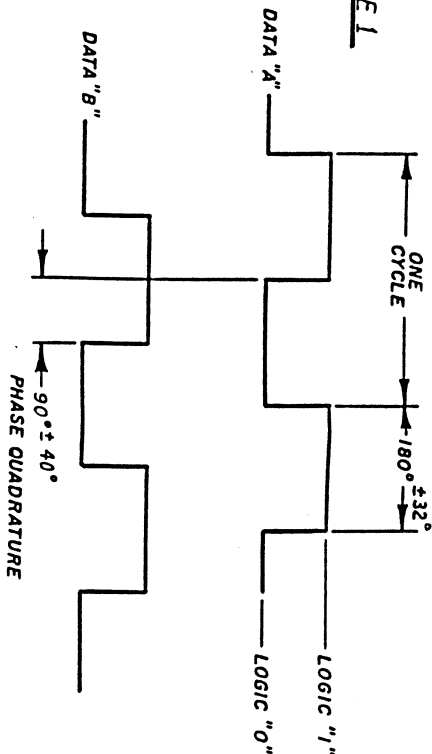 E 1
ONE
CYCLE
180° ± 32°
DATA "A"
LOGIC "1"
LOGIC "0"
DATA "B"
90° ± 40°
PHASE QUADRATURE